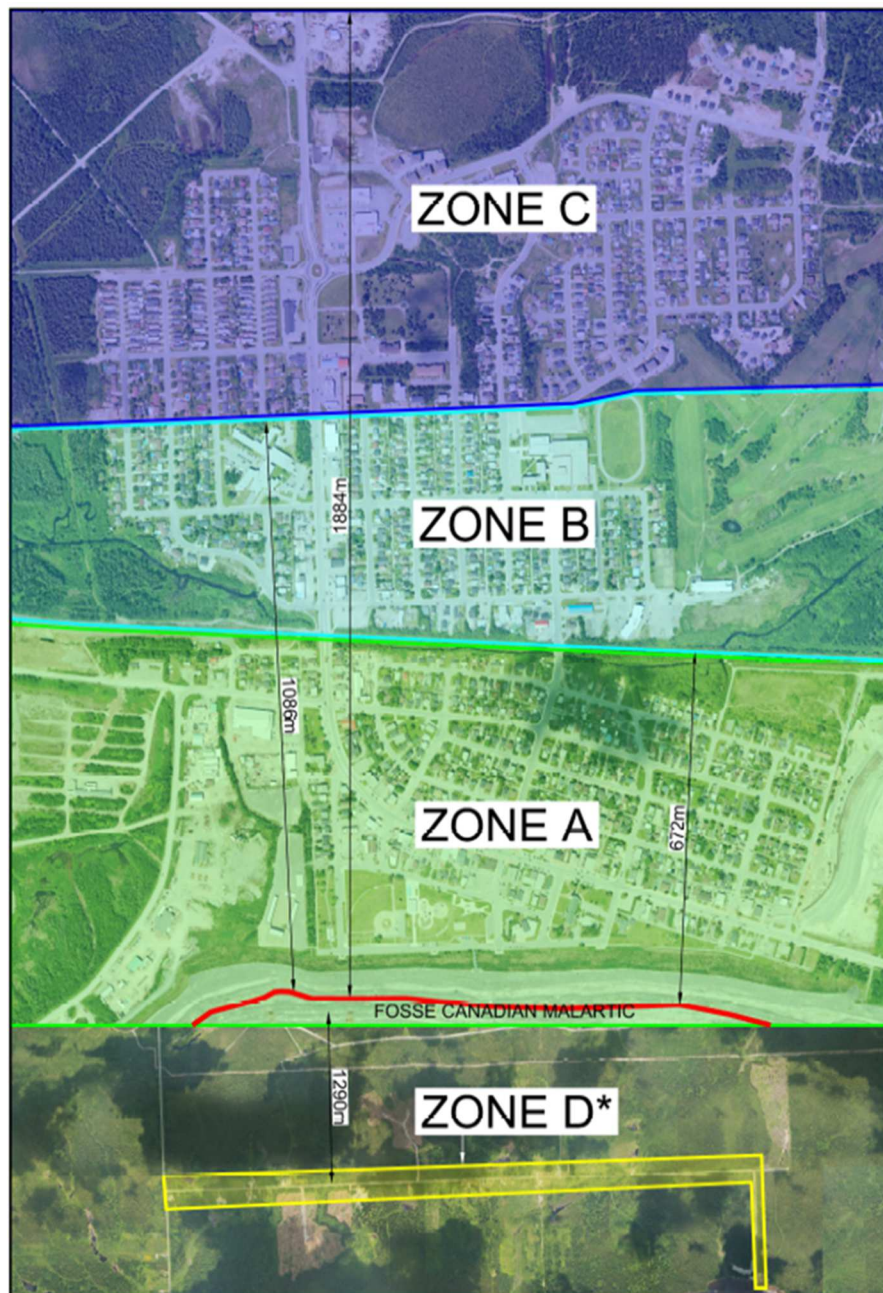 ZONE C
1884m
ZONE B
1086m
ZONE A
672m
FOSSE CANADIAN MALARTIC
1290m
ZONE D*